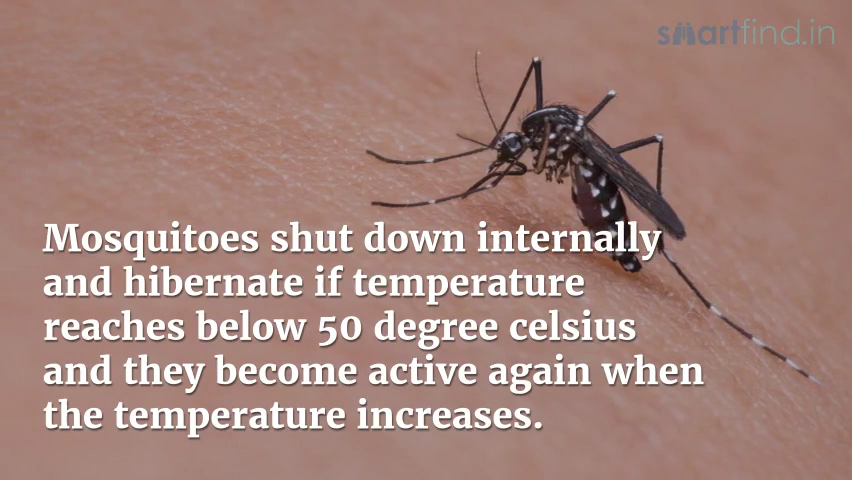 smartfind.in
Mosquitoes shut down internally
and hibernate if temperature
reaches below 50 degree celsius
and they become active again when
the temperature increases.